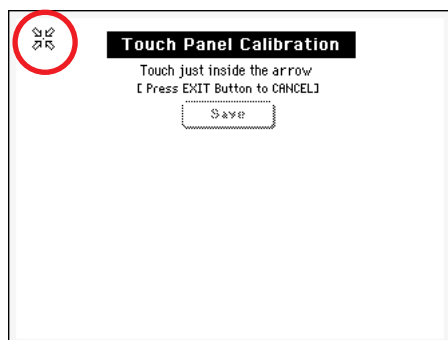 Touch Panel Calibration
Touch just inside the arrow
[ Press EXIT Button to CANCEL]
Save